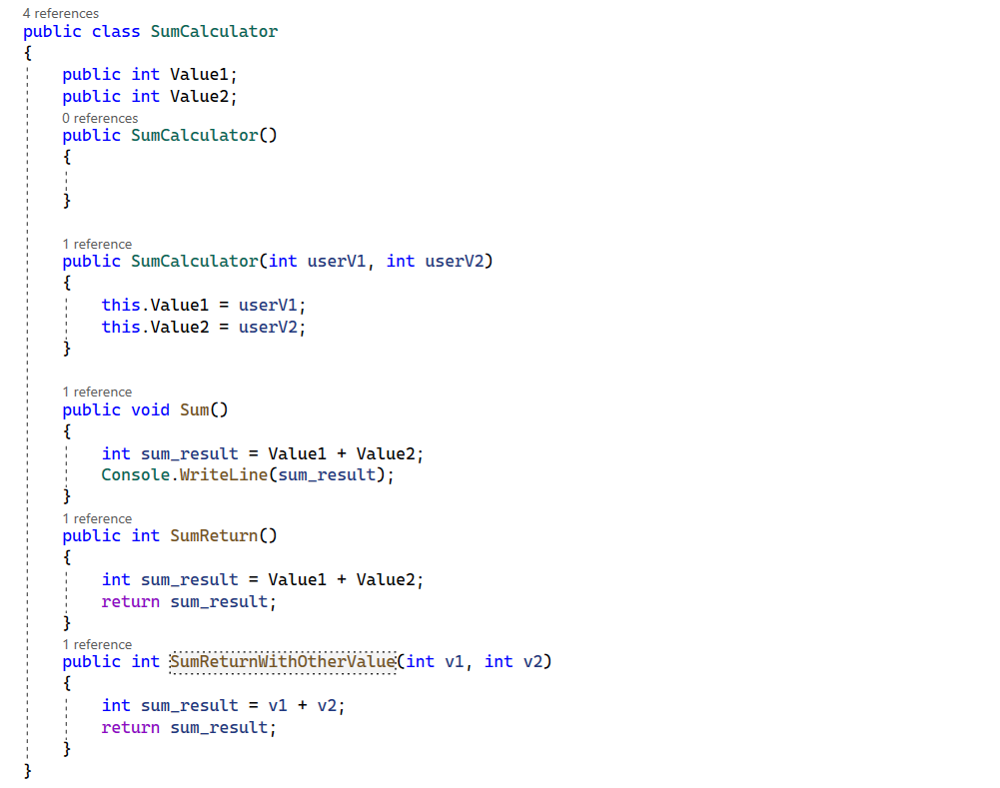 4 references
public class SumCalculator
{
public int Value1;
public int Value2;
0 references
public SumCalculator()
{
}
1 reference
public SumCalculator(int userV1, int userV2)
{
this.Value1 = userV1;
this.Value2 = userV2;
}
1 reference
public void Sum()
{
int sum_result = Value1 + Value2;
Console.WriteLine(sum_result);
}
1 reference
public int SumReturn()
{
int sum_result = Value1 + Value2;
return sum_result;
}
1 reference
public int SumReturnWithOtherValue(int v1, int v2)
{
int sum_result = v1 + v2;
return sum_result;
}
}